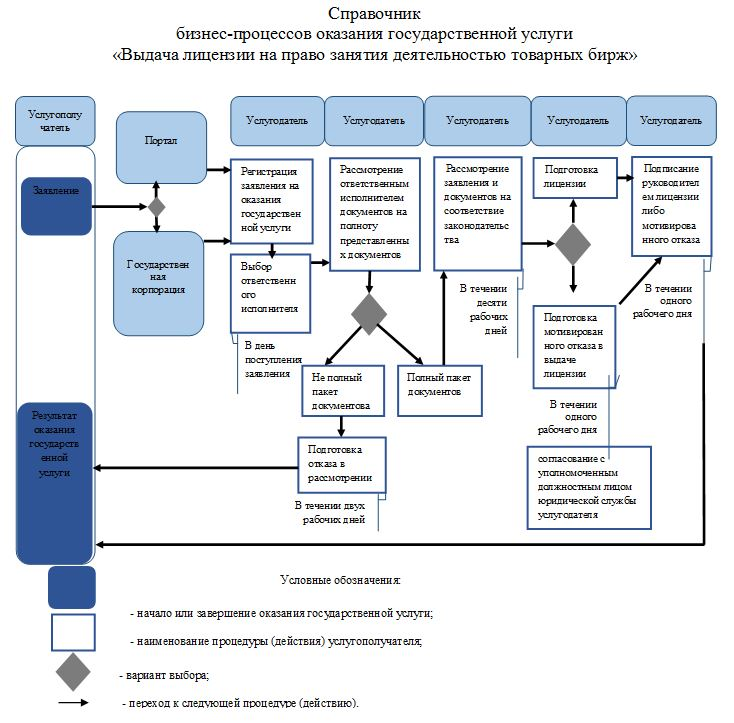 Справочник
бизнес-процессов оказания государственной услуги
«Выдача лицензии на право занятия деятельностью товарных бирж»
Услугополу
чатель
Портал
Услугодатель
Услугодатель
Услугодатель
Услугодатель
Услугодатель
Заявление
Государствен
ная
корпорация
Регистрация
заявления на
оказания
государствен
ной услуги
Выбор
ответственн
ого
исполнителя
В день
поступления
заявления
Рассмотрение
ответственным
исполнителем
документов на
полноту
представленны
х документов
Не полный
пакет
документова
Полный пакет
документов
Подготовка
отказа в
рассмотрении
В течении двух
рабочих дней
Рассмотрение
заявления и
документов на
соответствие
законодательс
тва
В течении
десяти
рабочих
дней
Подготовка
лицензии
Подготовка
мотивирован
ного отказа в
выдаче
лицензии
В течении
одного
рабочего дня
согласование с
уполномоченным
должностным лицом
юридической службы
услугодателя
Подписание
руководител
ем лицензии
либо
мотивирова
нного отказа
В течении
одного
рабочего дня
Результат
оказания
государств
енной
услуги
Условные обозначения:
- начало или завершение оказания государственной услуги;
- наименование процедуры (действия) услугополучателя;
- вариант выбора;
- переход к следующей процедуре (действию).